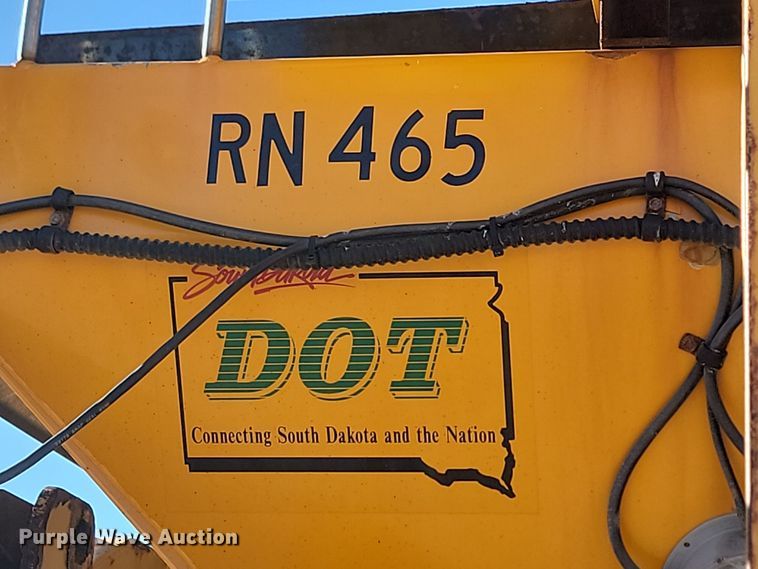 RN 465
South Dakota
DOT
Connecting South Dakota and the Nation
Purple Wave Auction